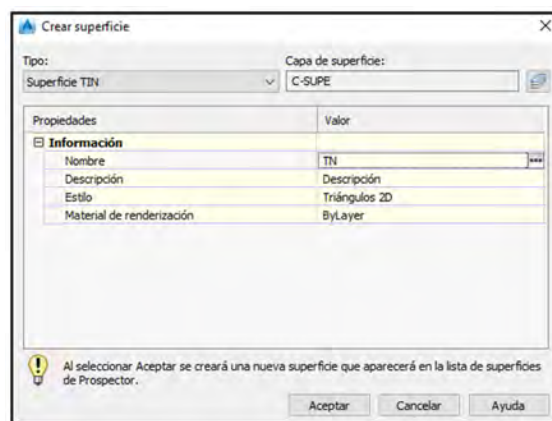 Crear superficie
Tipo: Capa de superficie:
Superficie TIN C-SUPE
Propiedades Valor
Información
Nombre TN
Descripción Descripción
Estilo Triángulos 2D
Material de renderización ByLayer
Al seleccionar Aceptar se creará una nueva superficie que aparecerá en la lista de superficies
de Prospector.
Aceptar Cancelar Ayuda